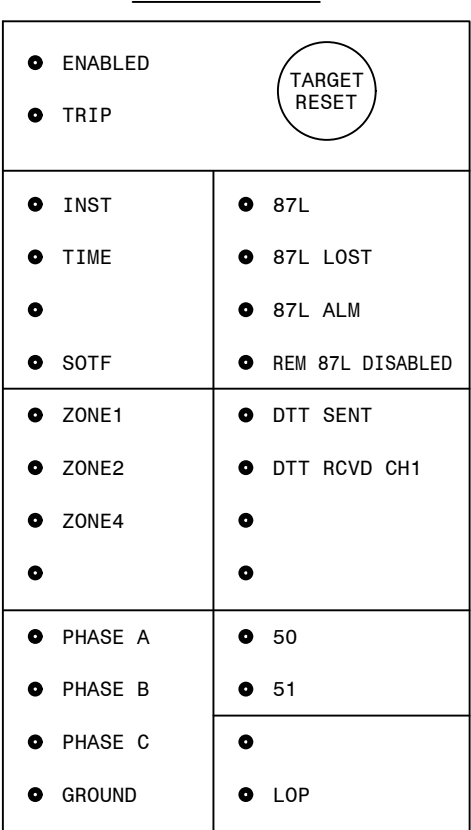 ENABLED
TRIP
TARGET
RESET
INST
TIME
SOTF
87L
87L LOST
87L ALM
REM 87L DISABLED
ZONE1
ZONE2
ZONE4
DTT SENT
DTT RCVD CH1
PHASE A
PHASE B
PHASE C
GROUND
50
51
LOP